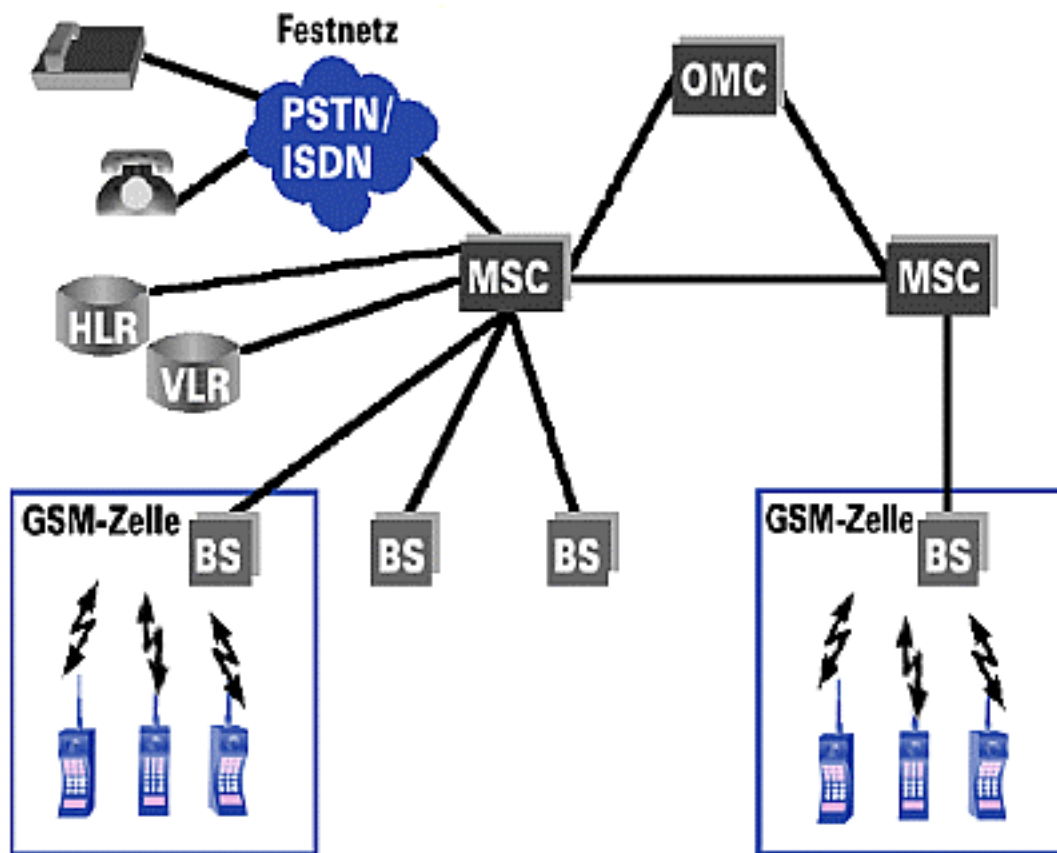 Festnetz
PSTN/
ISDN
OMC
MSC
MSC
HLR
VLR
GSM-Zelle
BS
BS
BS
GSM-Zelle
BS